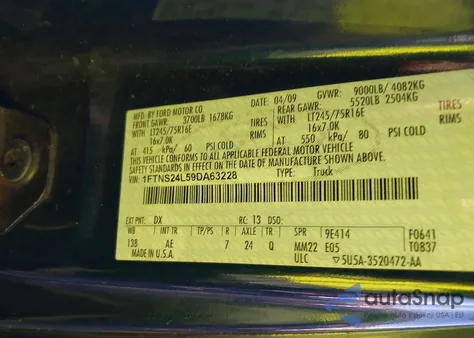 MFD. BY FORD MOTOR CO.
DATE: 04/09 GVWR: 9000LB/ 4082KG
FRONT GAWR: 3700LB 1678KG
REAR GAWR: 5520LB 2504KG
WITH LT245/75R16E TIRES
WITH LT245/75R16E TIRES
16x7.0K RIMS
16x7.0K RIMS
AT 415 kPa/ 60 PSI COLD
AT 550 kPa/ 80 PSI COLD
THIS VEHICLE CONFORMS TO ALL APPLICABLE FEDERAL MOTOR VEHICLE
SAFETY STANDARDS IN EFFECT ON THE DATE OF MANUFACTURE SHOWN ABOVE.
VIN: 1FTNS24L59DA63228
TYPE: Truck
EXT PNT: DX RC: 13 DSO:
WB INT TR TP/PS R AXLE TR SPR 9E414 F0641
138 AE 7 24 Q MM22 E05 T0837
MADE IN U.S.A. ULC 5U5A-3520472-AA
autoSnap